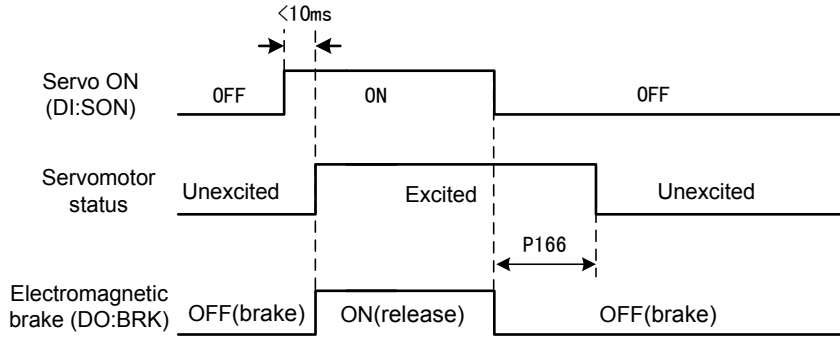 <10ms
Servo ON
(DI:SON)
OFF
ON
OFF
Servomotor
status
Unexcited
Excited
Unexcited
P166
Electromagnetic
brake (DO:BRK)
OFF(brake)
ON(release)
OFF(brake)